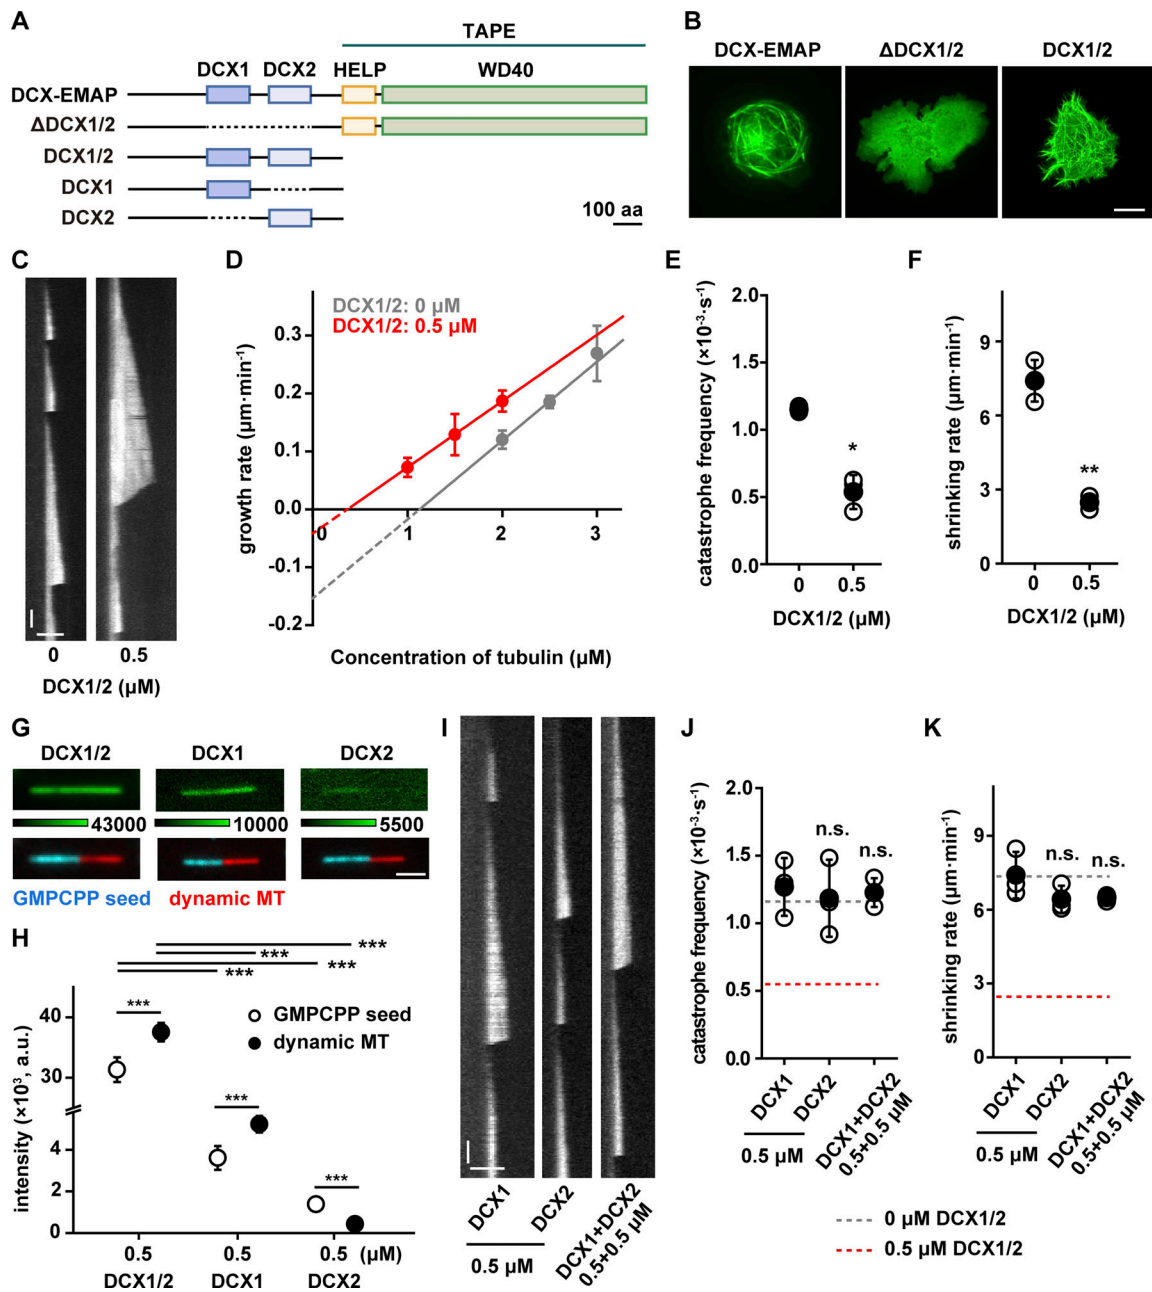 A
TAPE
DCX1 DCX2 HELP WD40
DCX-EMAP
ΔDCX1/2
DCX1/2
DCX1
DCX2
100 aa
B
DCX-EMAP ΔDCX1/2 DCX1/2
C
0 0.5
DCX1/2 (μM)
D
DCX1/2: 0 μM
DCX1/2: 0.5 μM
growth rate (μm·min⁻¹)
0.3
0.2
0.1
0.0
-0.1
-0.2
0 1 2 3
Concentration of tubulin (μM)
E
catastrophe frequency (×10⁻³·s⁻¹)
2.0
1.5
1.0
0.5
0.0
*
0 0.5
DCX1/2 (μM)
F
shrinking rate (μm·min⁻¹)
9
6
3
0
**
0 0.5
DCX1/2 (μM)
G
DCX1/2 DCX1 DCX2
43000 10000 5500
GMPCPP seed dynamic MT
H
***
***
***
***
*** *** ***
GMPCPP seed
dynamic MT
intensity (×10³, a.u.)
40
30
4
2
0
0.5 0.5 0.5 (μM)
DCX1/2 DCX1 DCX2
I
DCX1 DCX2 DCX1+DCX2
0.5 μM 0.5+0.5 μM
J
catastrophe frequency (×10⁻³·s⁻¹)
2.0
1.5
1.0
0.5
0.0
n.s. n.s.
DCX1 DCX2 DCX1+DCX2
0.5 μM 0.5+0.5 μM
K
shrinking rate (μm·min⁻¹)
9
6
3
0
n.s. n.s.
DCX1 DCX2 DCX1+DCX2
0.5 μM 0.5+0.5 μM
0 μM DCX1/2
0.5 μM DCX1/2